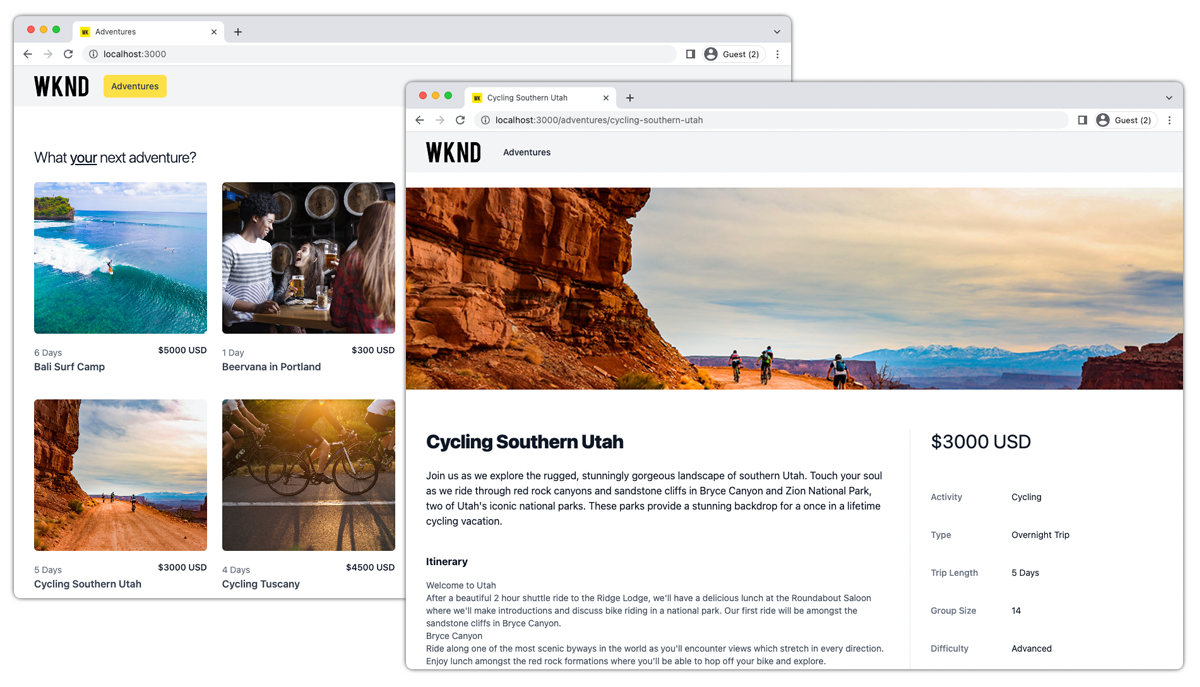 Adventures
localhost:3000
Guest (2)
WKND
Adventures
What your next adventure?
6 Days
$5000 USD
Bali Surf Camp
1 Day
$300 USD
Beervana in Portland
5 Days
$3000 USD
Cycling Southern Utah
4 Days
$4500 USD
Cycling Tuscany
Cycling Southern Utah
localhost:3000/adventures/cycling-southern-utah
Guest (2)
WKND
Adventures
Cycling Southern Utah
Join us as we explore the rugged, stunningly gorgeous landscape of southern Utah. Touch your soul
as we ride through red rock canyons and sandstone cliffs in Bryce Canyon and Zion National Park,
two of Utah's iconic national parks. These parks provide a stunning backdrop for a once in a lifetime
cycling vacation.
Itinerary
Welcome to Utah
After a beautiful 2 hour shuttle ride to the Ridge Lodge, we'll have a delicious lunch at the Roundabout Saloon
where we'll make introductions and discuss bike riding in a national park. Our first ride will be amongst the
sandstone cliffs in Bryce Canyon.
Bryce Canyon
Ride along one of the most scenic byways in the world as you'll encounter views which stretch in every direction.
Enjoy lunch amongst the red rock formations where you'll be able to hop off your bike and explore.
$3000 USD
Activity Cycling
Type Overnight Trip
Trip Length 5 Days
Group Size 14
Difficulty Advanced